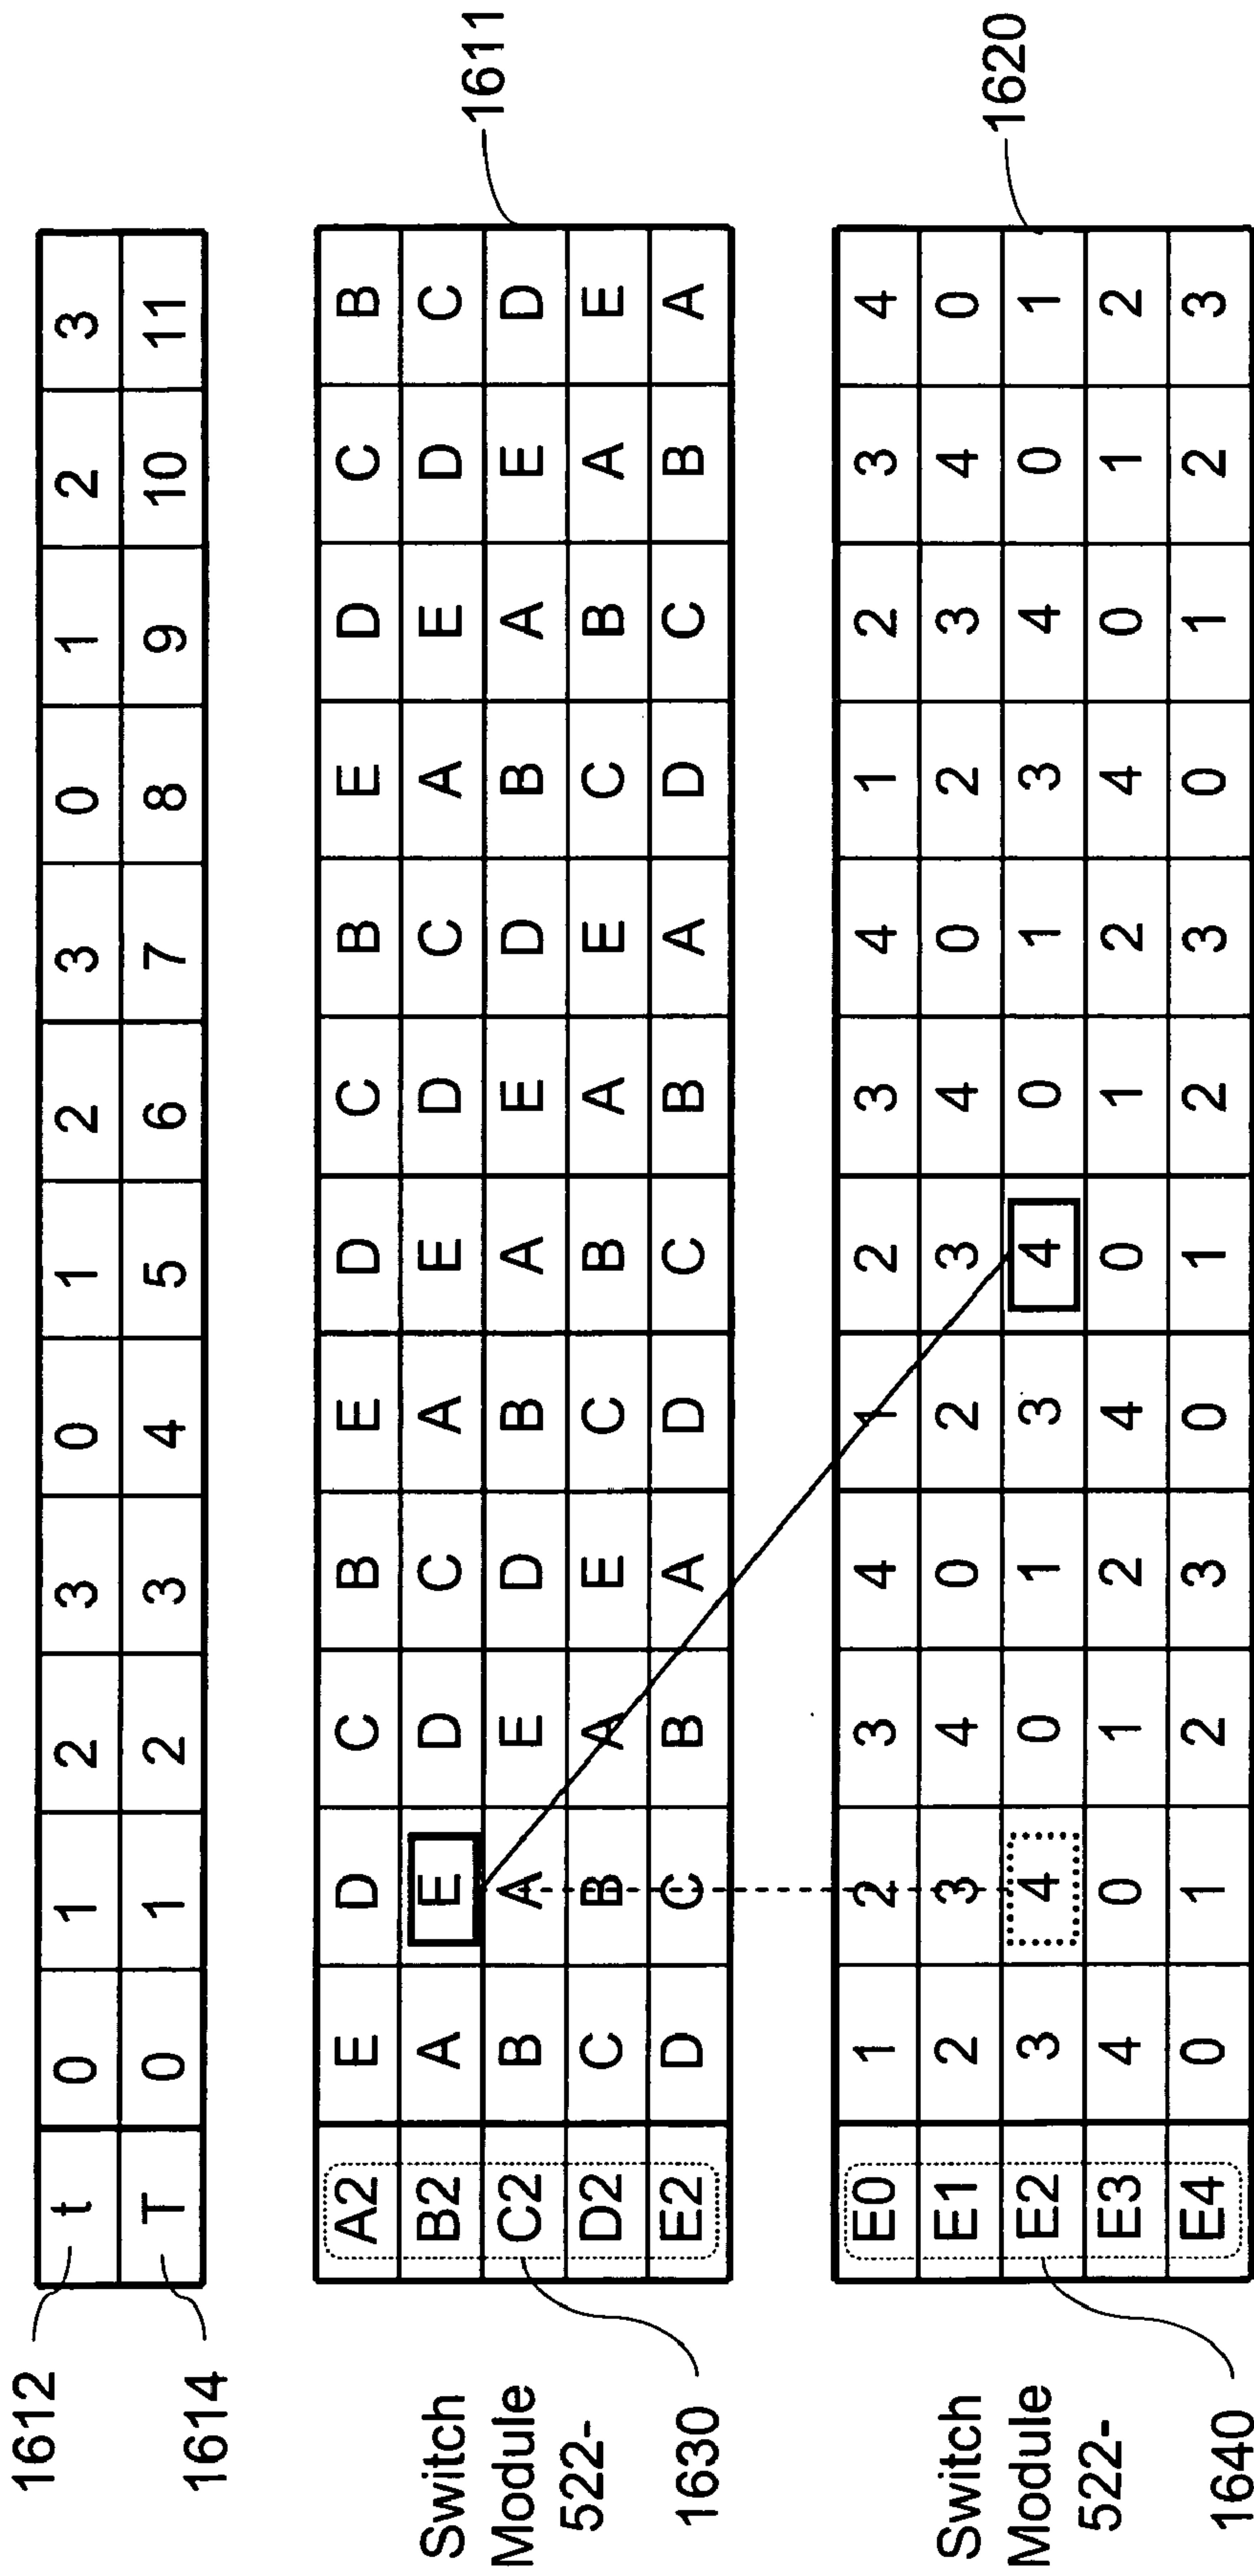 1612
t 0 1 2 3 0 1 2 3 0 1 2 3
1614
T 0 1 2 3 4 5 6 7 8 9 10 11
1611
Switch
Module
522-
1630
A2 E D C B E D C B E D C B
B2 A E D C A E D C A E D C
C2 B A E D B A E D B A E D
D2 C B A E C B A E C B A E
E2 D C B A D C B A D C B A
1620
Switch
Module
522-
1640
E0 1 2 3 4 1 2 3 4 1 2 3 4
E1 2 3 4 0 2 3 4 0 2 3 4 0
E2 3 4 0 1 3 4 0 1 3 4 0 1
E3 4 0 1 2 4 0 1 2 4 0 1 2
E4 0 1 2 3 0 1 2 3 0 1 2 3